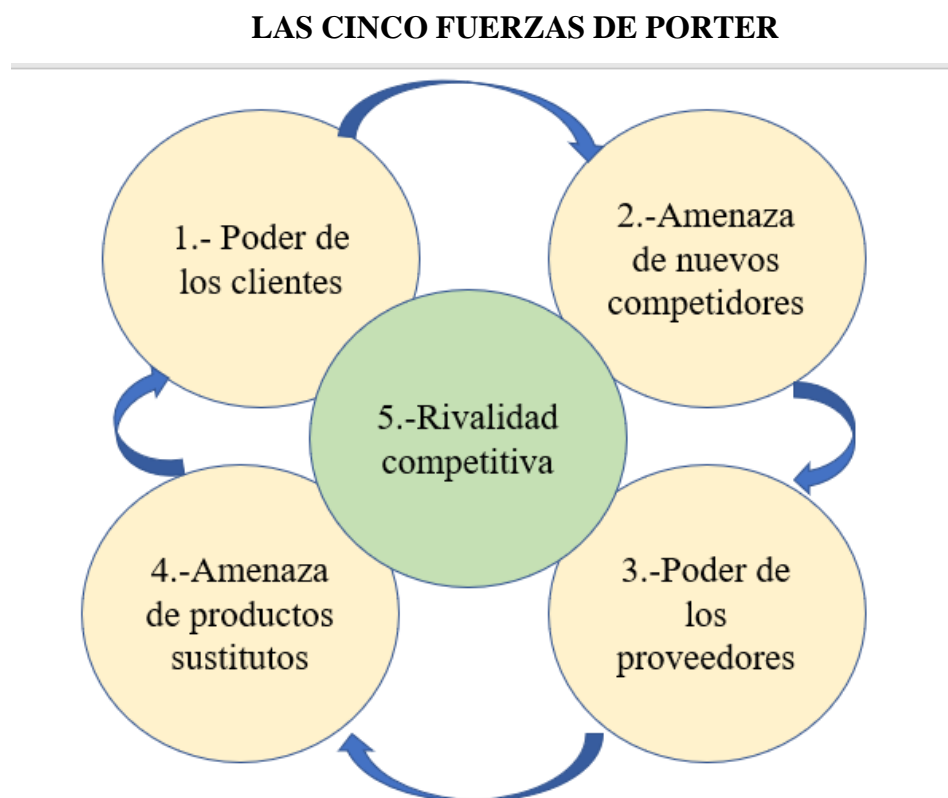 LAS CINCO FUERZAS DE PORTER
1.- Poder de
los clientes
2.-Amenaza
de nuevos
competidores
5.-Rivalidad
competitiva
4.-Amenaza
de productos
sustitutos
3.-Poder de
los
proveedores